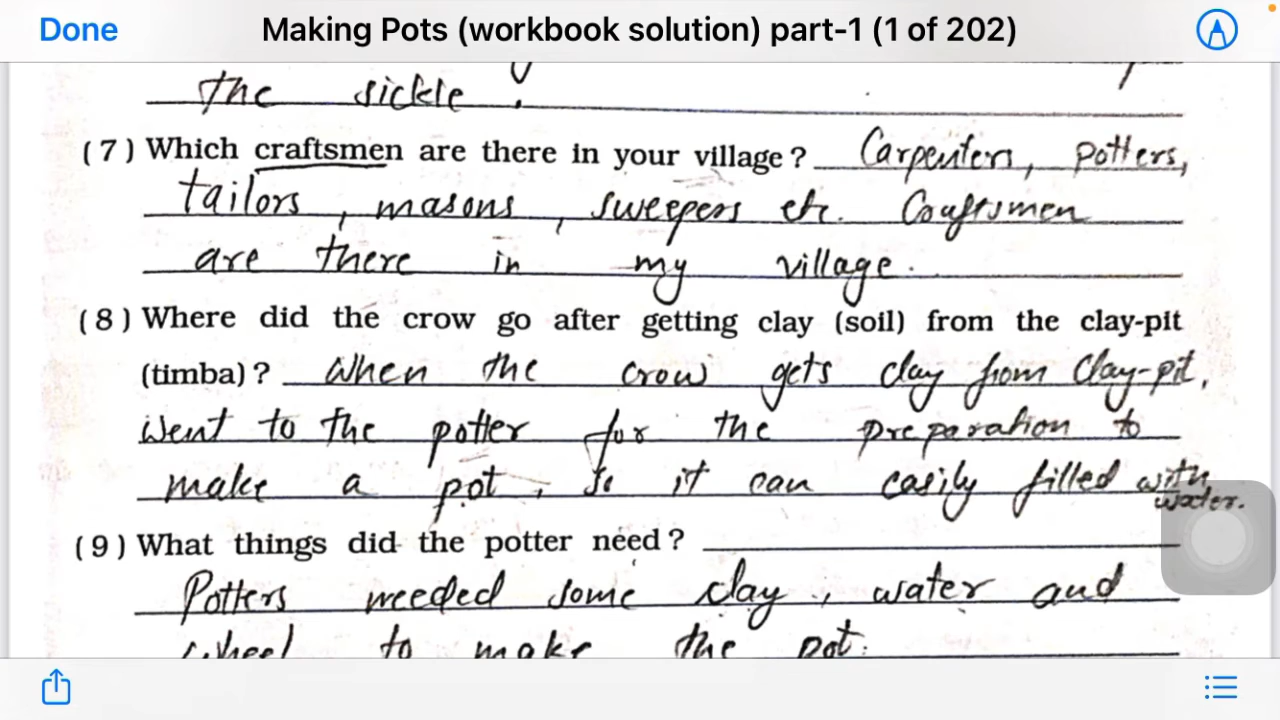 Done Making Pots (workbook solution) part-1 (1 of 202)
the sickle.
(7) Which craftsmen are there in your village? Carpenters, potters,
tailors, masons, sweepers etc. Craftsmen
are there in my village.
(8) Where did the crow go after getting clay (soil) from the clay-pit
(timba)? When the crow gets clay from Clay-pit,
went to the potter for the preparation to
make a pot, so it can easily filled with
water.
(9) What things did the potter need?
Potters needed some clay, water and
wheel to make the pot.